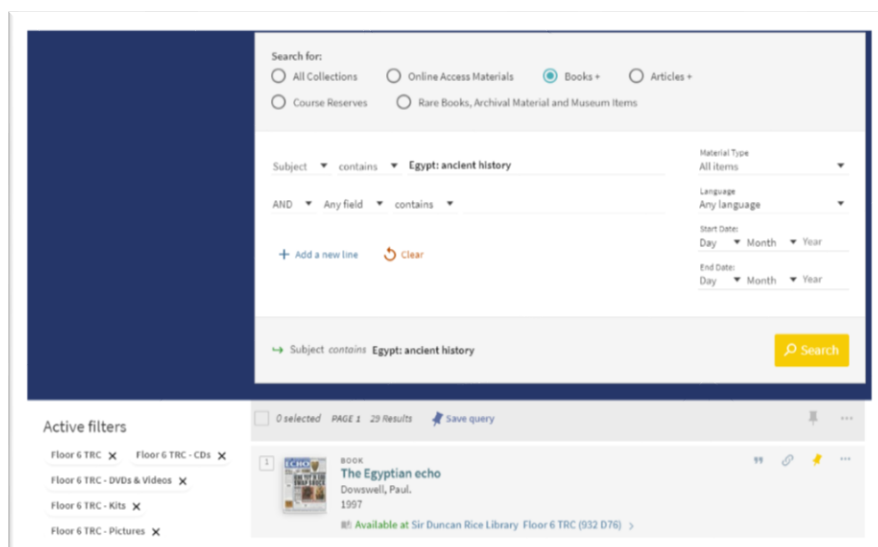 Search for:
All Collections Online Access Materials Books + Articles +
Course Reserves Rare Books, Archival Material and Museum Items
Subject contains Egypt: ancient history
Material Type
All items
AND Any field contains
Language
Any language
Start Date:
Day Month Year
+ Add a new line Clear
End Date:
Day Month Year
Subject contains Egypt: ancient history
Search
Active filters
0 selected PAGE 1 29 Results Save query
Floor 6 TRC X Floor 6 TRC - CDs X
Floor 6 TRC - DVDs & Videos X
Floor 6 TRC - Kits X
Floor 6 TRC - Pictures X
1
ECHO
BOOK
The Egyptian echo
Dowswell, Paul.
1997
Available at Sir Duncan Rice Library Floor 6 TRC (932 D76) >